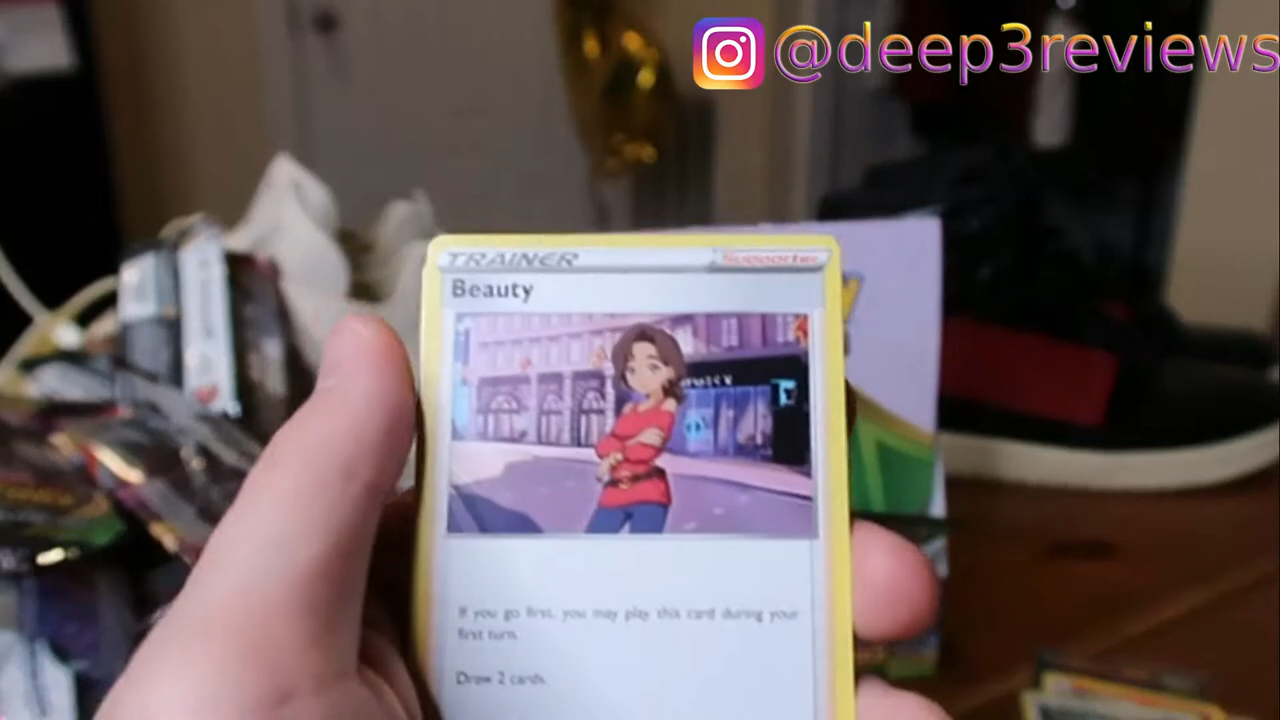 @deep3reviews
TRAINER
Supporter
Beauty
If you go first, you may play this card during your
first turn.
Draw 2 cards.